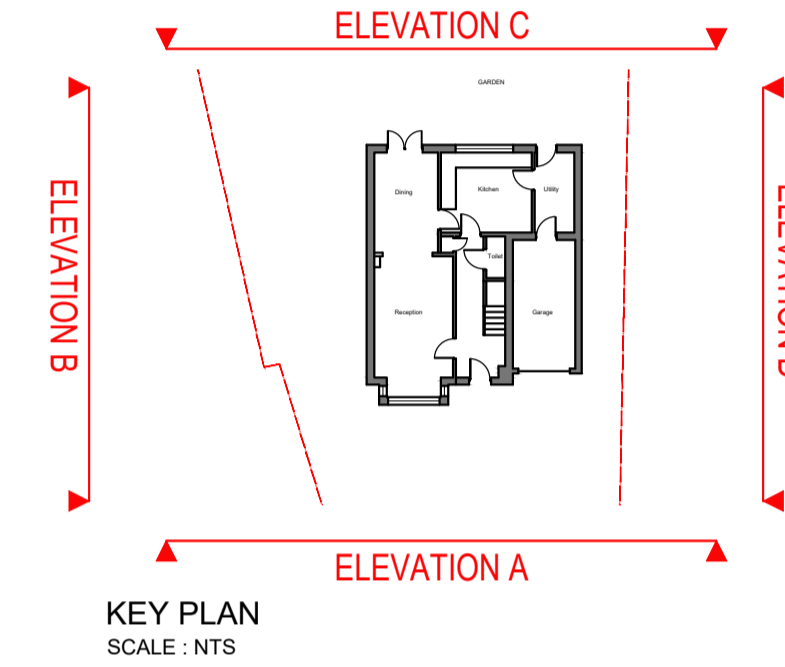 ELEVATION C
GARDEN
ELEVATION B
Dining
Kitchen
Utility
Toilet
Reception
Garage
ELEVATION A
KEY PLAN
SCALE : NTS